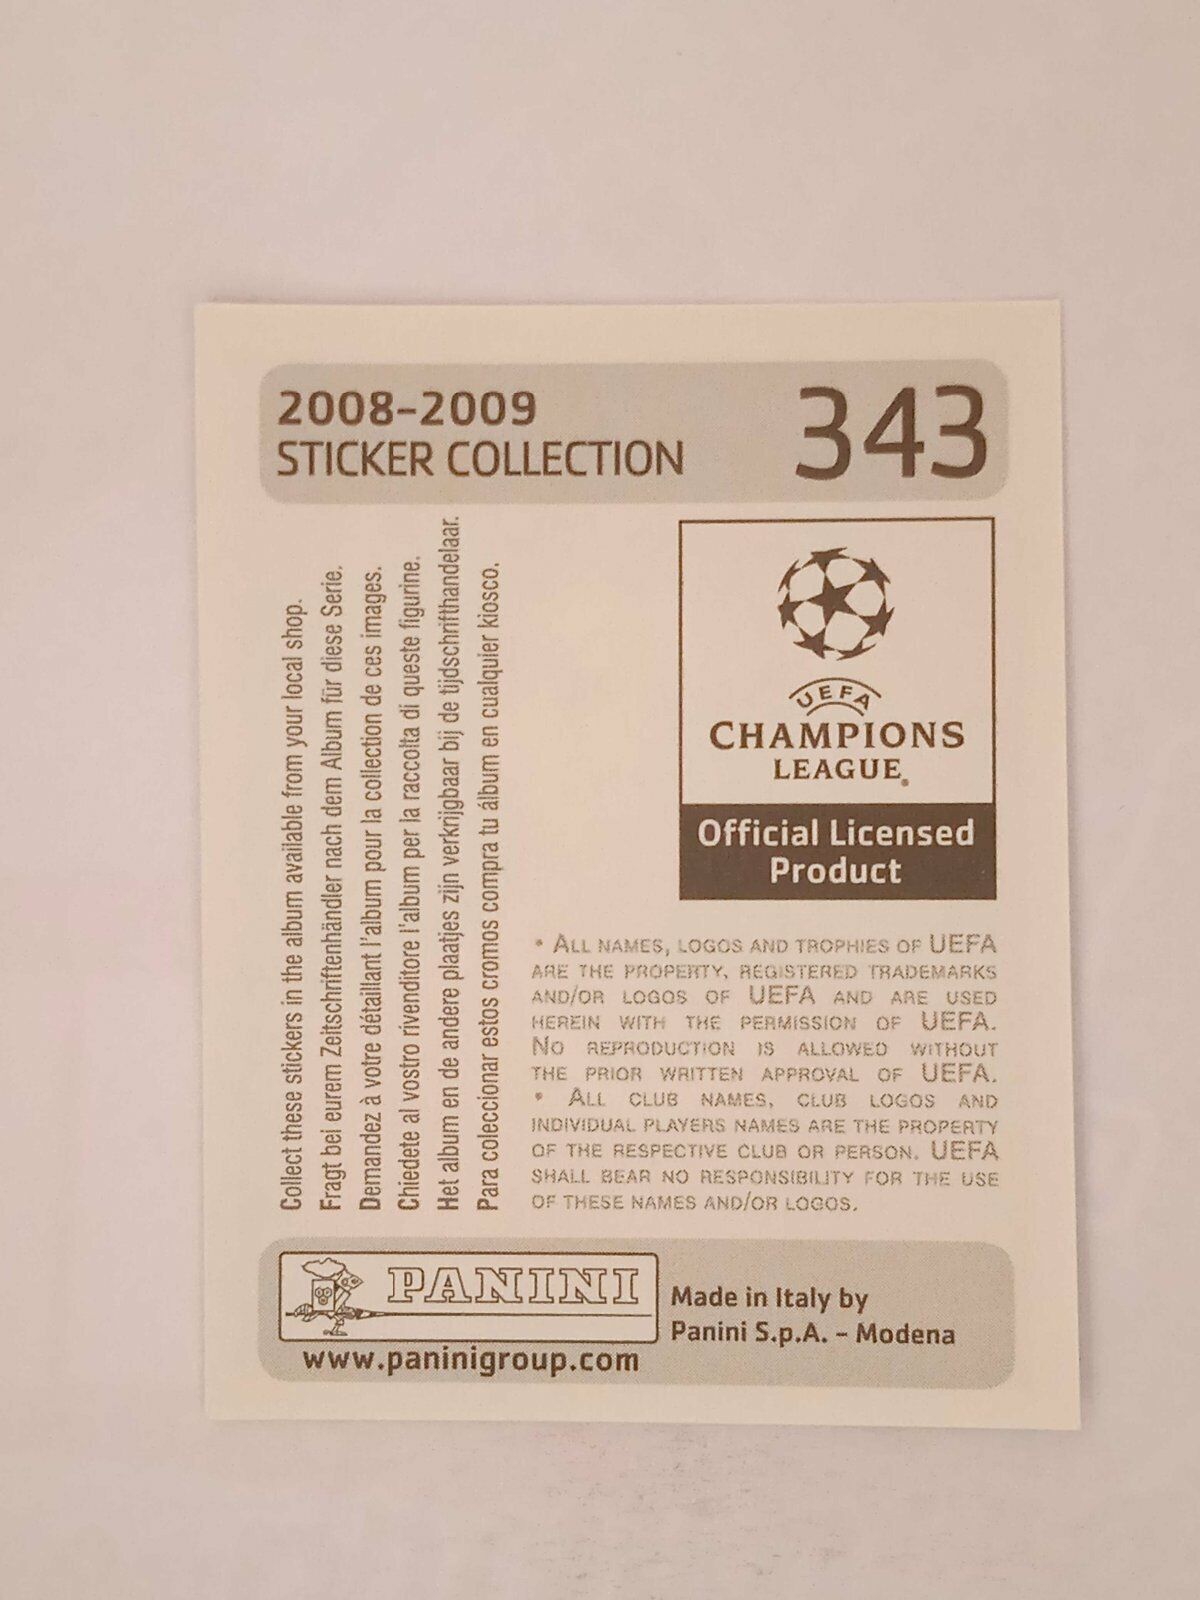 2008-2009
STICKER COLLECTION
343
Collect these stickers in the album available from your local shop.
Fragt bei eurem Zeitschriftenhändler nach dem Album für diese Serie.
Demandez à votre détaillant l'album pour la collection de ces images.
Chiedete al vostro rivenditore l'album per la raccolta di queste figurine.
Het album en de andere plaatjes zijn verkrijgbaar bij de tijdschrifthandelaar.
Para coleccionar estos cromos compra tu álbum en cualquier kiosco.
UEFA
CHAMPIONS
LEAGUE®
Official Licensed
Product
• ALL NAMES, LOGOS AND TROPHIES OF UEFA
ARE THE PROPERTY, REGISTERED TRADEMARKS
AND/OR LOGOS OF UEFA AND ARE USED
HEREIN WITH THE PERMISSION OF UEFA.
NO REPRODUCTION IS ALLOWED WITHOUT
THE PRIOR WRITTEN APPROVAL OF UEFA.
• ALL CLUB NAMES, CLUB LOGOS AND
INDIVIDUAL PLAYERS NAMES ARE THE PROPERTY
OF THE RESPECTIVE CLUB OR PERSON. UEFA
SHALL BEAR NO RESPONSIBILITY FOR THE USE
OF THESE NAMES AND/OR LOGOS.
PANINI
www.paninigroup.com
Made in Italy by
Panini S.p.A. - Modena